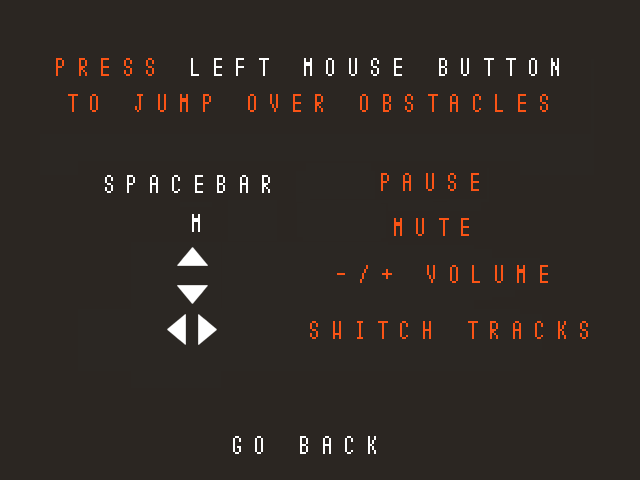 PRESS LEFT MOUSE BUTTON
TO JUMP OVER OBSTACLES
SPACEBAR PAUSE
M MUTE
-/+ VOLUME
SWITCH TRACKS
GO BACK